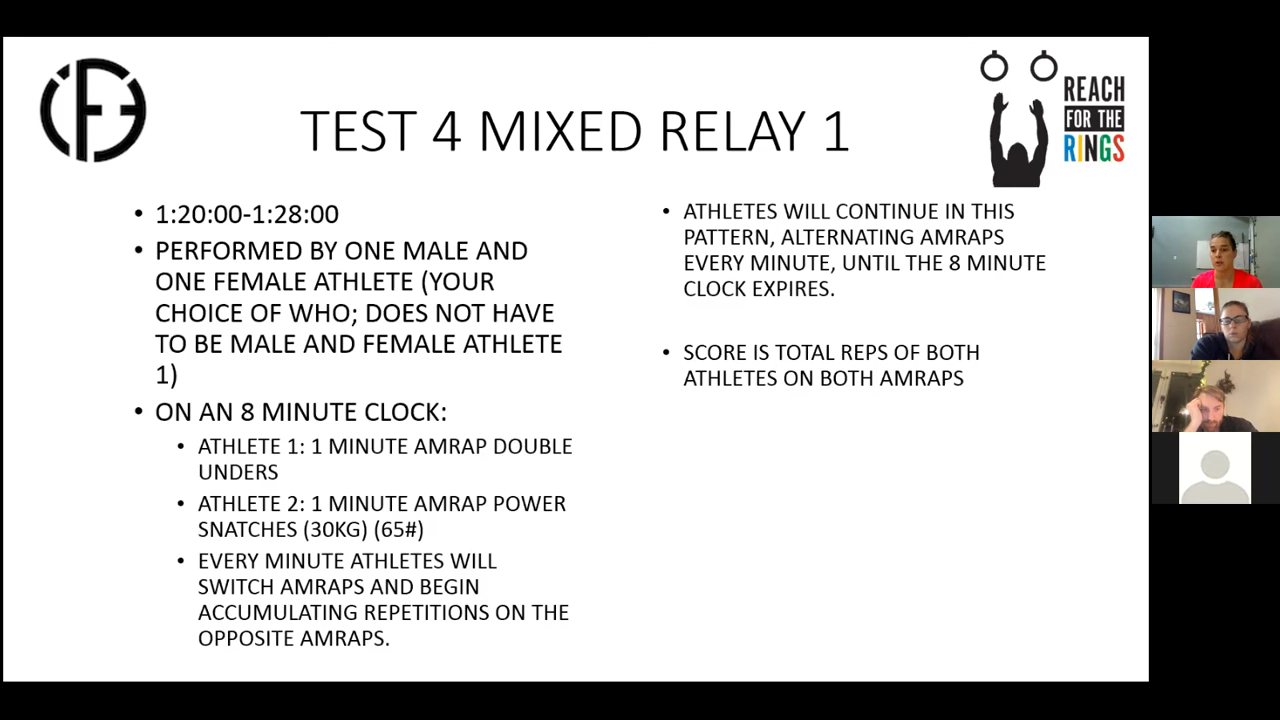 iF3
TEST 4 MIXED RELAY 1
REACH
FOR THE
RINGS
• 1:20:00-1:28:00
• PERFORMED BY ONE MALE AND
ONE FEMALE ATHLETE (YOUR
CHOICE OF WHO; DOES NOT HAVE
TO BE MALE AND FEMALE ATHLETE
1)
• ON AN 8 MINUTE CLOCK:
• ATHLETE 1: 1 MINUTE AMRAP DOUBLE
UNDERS
• ATHLETE 2: 1 MINUTE AMRAP POWER
SNATCHES (30KG) (65#)
• EVERY MINUTE ATHLETES WILL
SWITCH AMRAPS AND BEGIN
ACCUMULATING REPETITIONS ON THE
OPPOSITE AMRAPS.
• ATHLETES WILL CONTINUE IN THIS
PATTERN, ALTERNATING AMRAPS
EVERY MINUTE, UNTIL THE 8 MINUTE
CLOCK EXPIRES.
• SCORE IS TOTAL REPS OF BOTH
ATHLETES ON BOTH AMRAPS